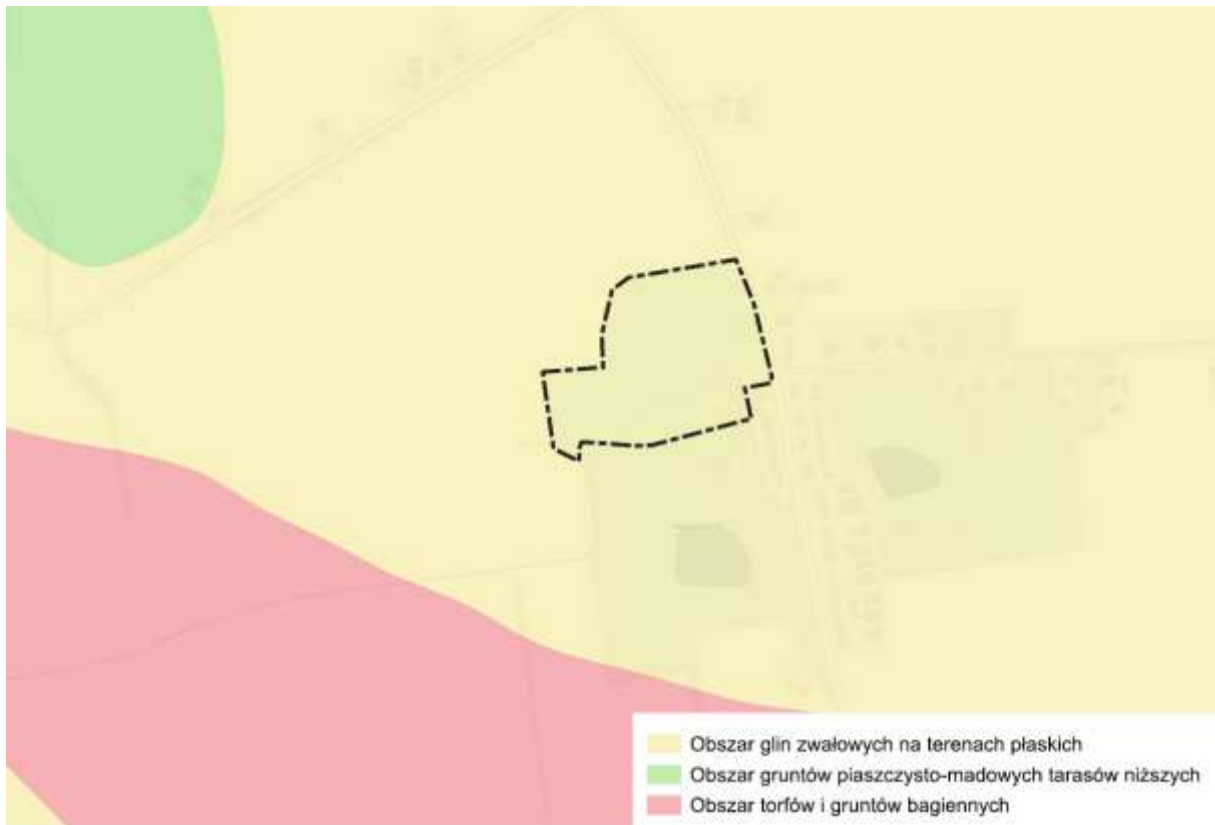 Obszar glin zwałowych na terenach płaskich
Obszar gruntów piaszczysto-madowych tarasów niższych
Obszar torfów i gruntów bagiennych